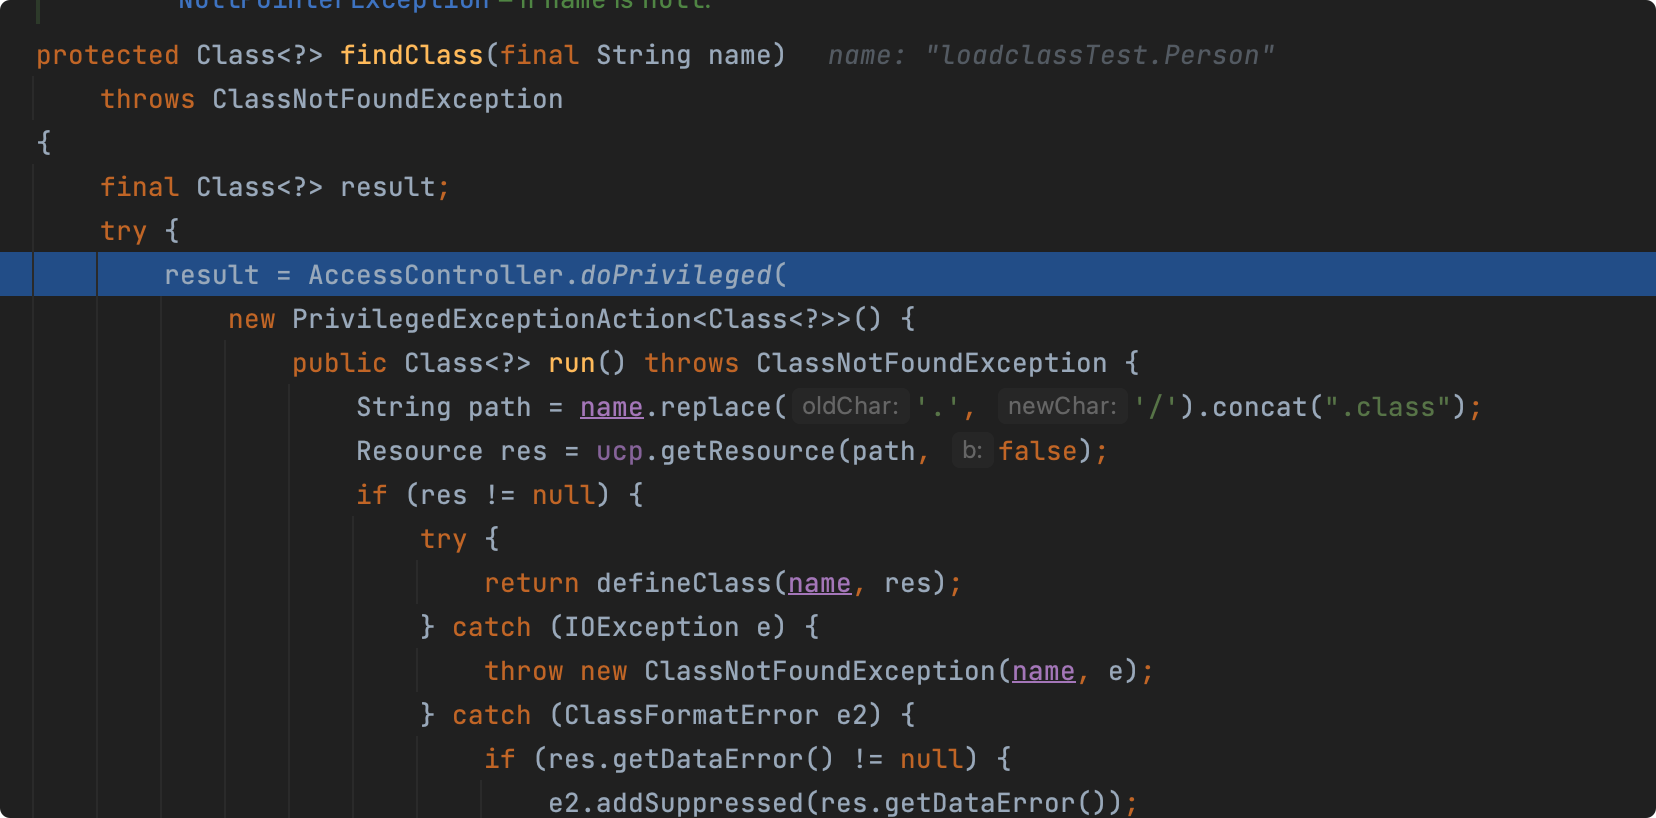 NullPointerException – if name is null.
protected Class<?> findClass(final String name) name: "loadclassTest.Person"
throws ClassNotFoundException
{
final Class<?> result;
try {
result = AccessController.doPrivileged(
new PrivilegedExceptionAction<Class<?>>() {
public Class<?> run() throws ClassNotFoundException {
String path = name.replace( oldChar: '.', newChar: '/').concat(".class");
Resource res = ucp.getResource(path, b: false);
if (res != null) {
try {
return defineClass(name, res);
} catch (IOException e) {
throw new ClassNotFoundException(name, e);
} catch (ClassFormatError e2) {
if (res.getDataError() != null) {
e2.addSuppressed(res.getDataError());